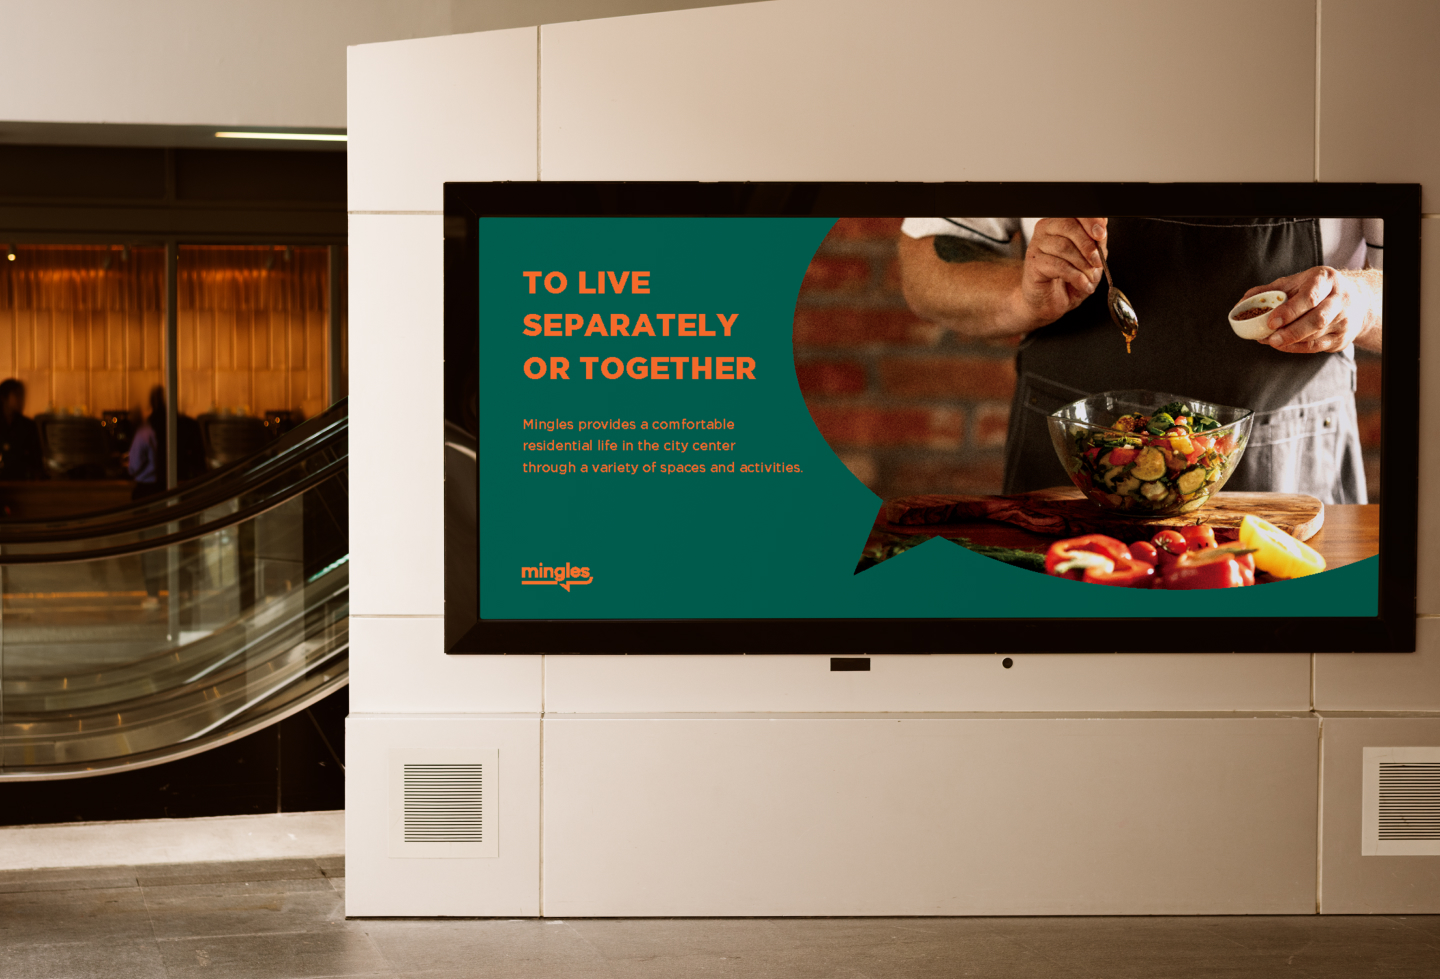 TO LIVE
SEPARATELY
OR TOGETHER
Mingles provides a comfortable
residential life in the city center
through a variety of spaces and activities.
mingles